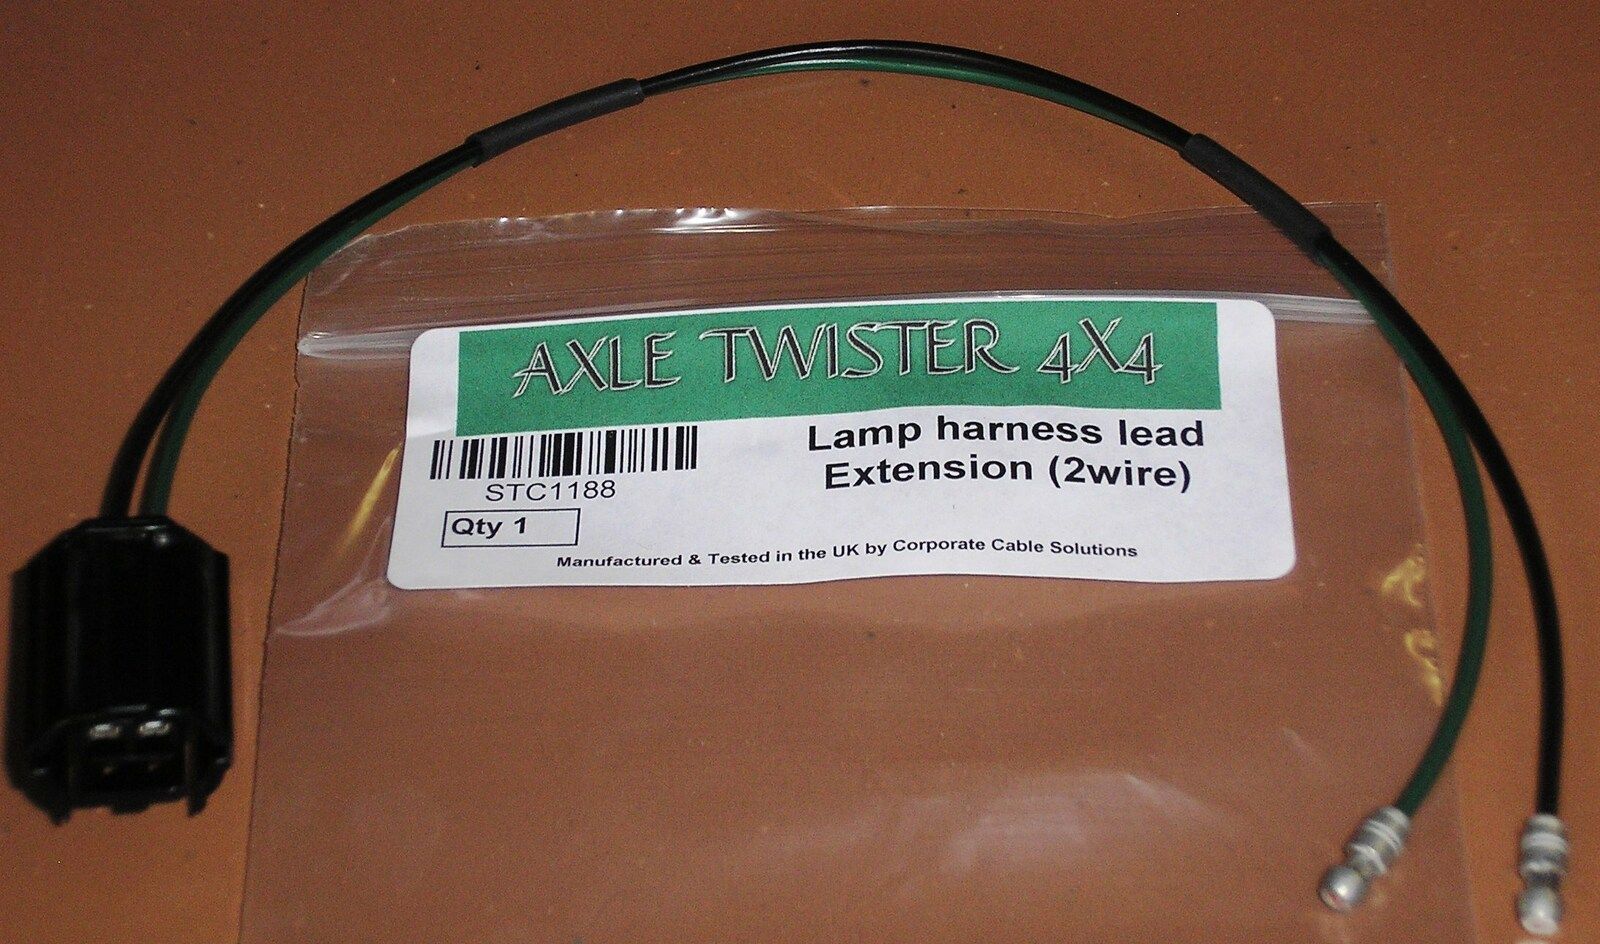 AXLE TWISTER 4X4
Lamp harness lead
Extension (2wire)
STC1188
Qty 1
Manufactured & Tested in the UK by Corporate Cable Solutions